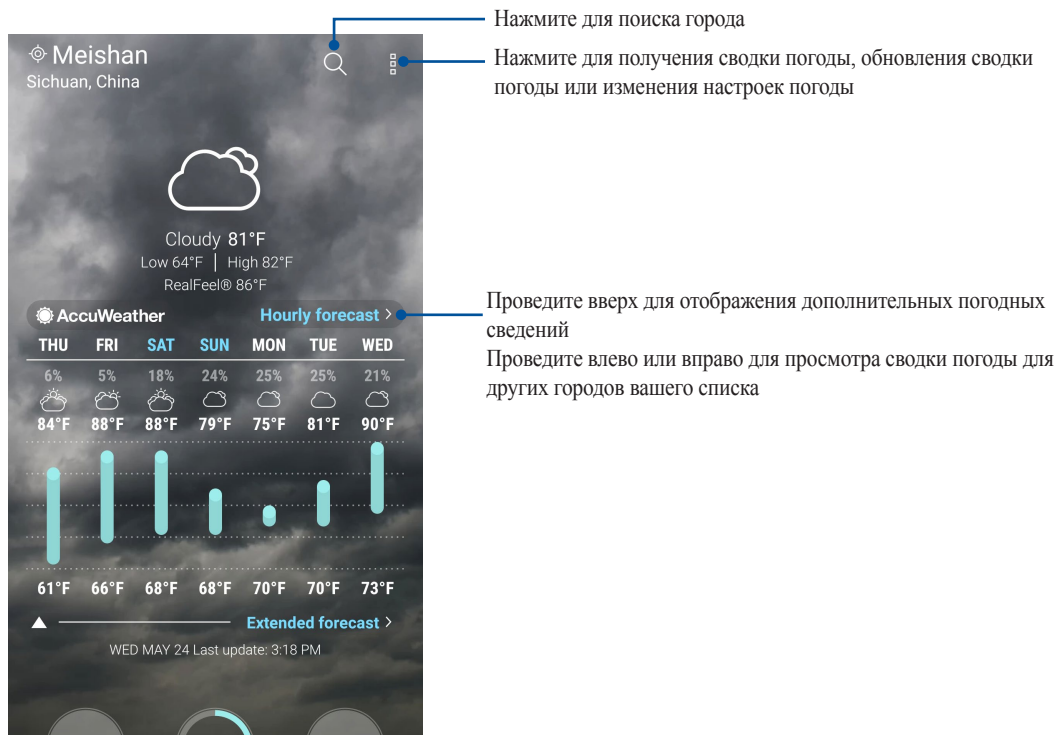 Нажмите для поиска города
Нажмите для получения сводки погоды, обновления сводки
погоды или изменения настроек погоды
Meishan
Sichuan, China
Cloudy 81°F
Low 64°F | High 82°F
RealFeel® 86°F
AccuWeather Hourly forecast >
Проведите вверх для отображения дополнительных погодных
сведений
Проведите влево или вправо для просмотра сводки погоды для
других городов вашего списка
THU FRI SAT SUN MON TUE WED
6% 5% 18% 24% 25% 25% 21%
84°F 88°F 88°F 79°F 75°F 81°F 90°F
61°F 66°F 68°F 68°F 70°F 70°F 73°F
Extended forecast >
WED MAY 24 Last update: 3:18 PM